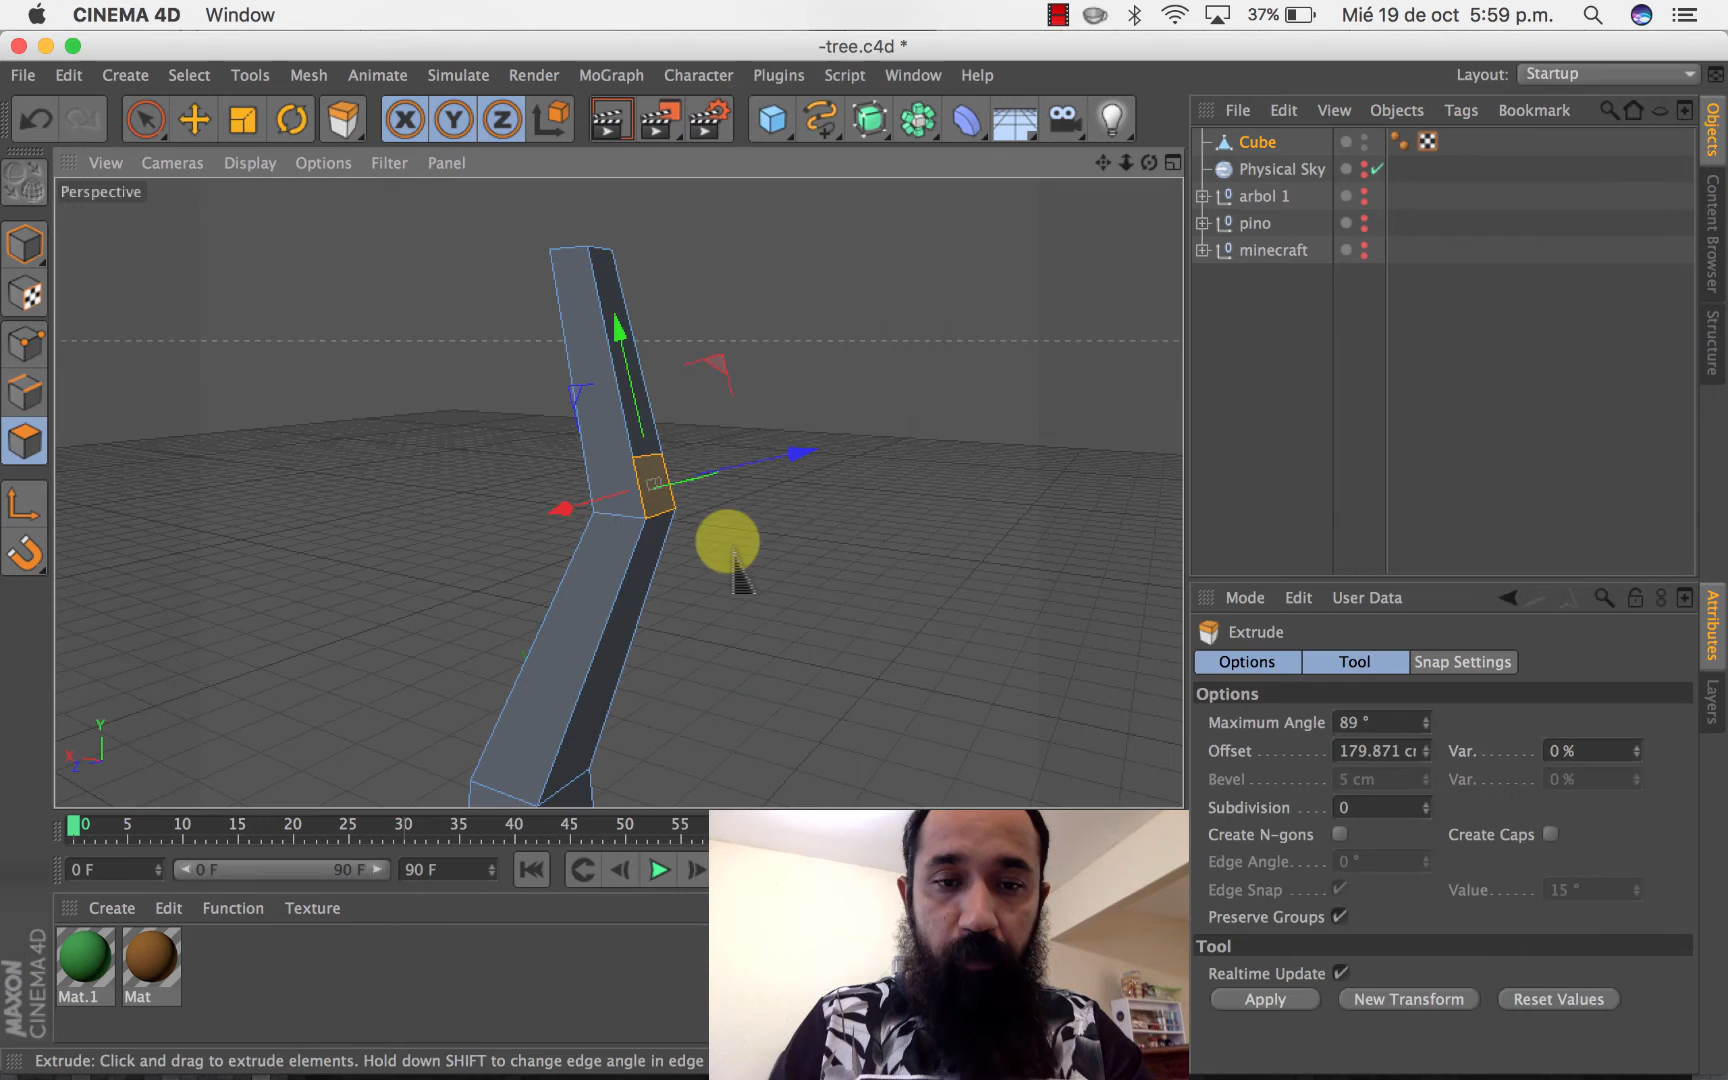 CINEMA 4D Window 37% Mié 19 de oct 5:59 p.m.
-tree.c4d *
File Edit Create Select Tools Mesh Animate Simulate Render MoGraph Character Plugins Script Window Help Layout: Startup
X Y Z
File Edit View Objects Tags Bookmark
View Cameras Display Options Filter Panel
Perspective
Cube
Physical Sky
arbol 1
pino
minecraft
Objects
Content Browser
Structure
Y
X
Z
Mode Edit User Data
Extrude
Options Tool Snap Settings
Options
Maximum Angle 89 °
Offset 179.871 cm Var. 0 %
Bevel 5 cm Var. 0 %
Subdivision 0
Create N-gons Create Caps
Edge Angle 0 °
Edge Snap Value 15 °
Preserve Groups
Tool
Realtime Update
Apply New Transform Reset Values
Attributes
Layers
0 5 10 15 20 25 30 35 40 45 50 55
0 F 0 F 90 F 90 F
Create Edit Function Texture
Mat.1 Mat
MAXON CINEMA 4D
Extrude: Click and drag to extrude elements. Hold down SHIFT to change edge angle in edge